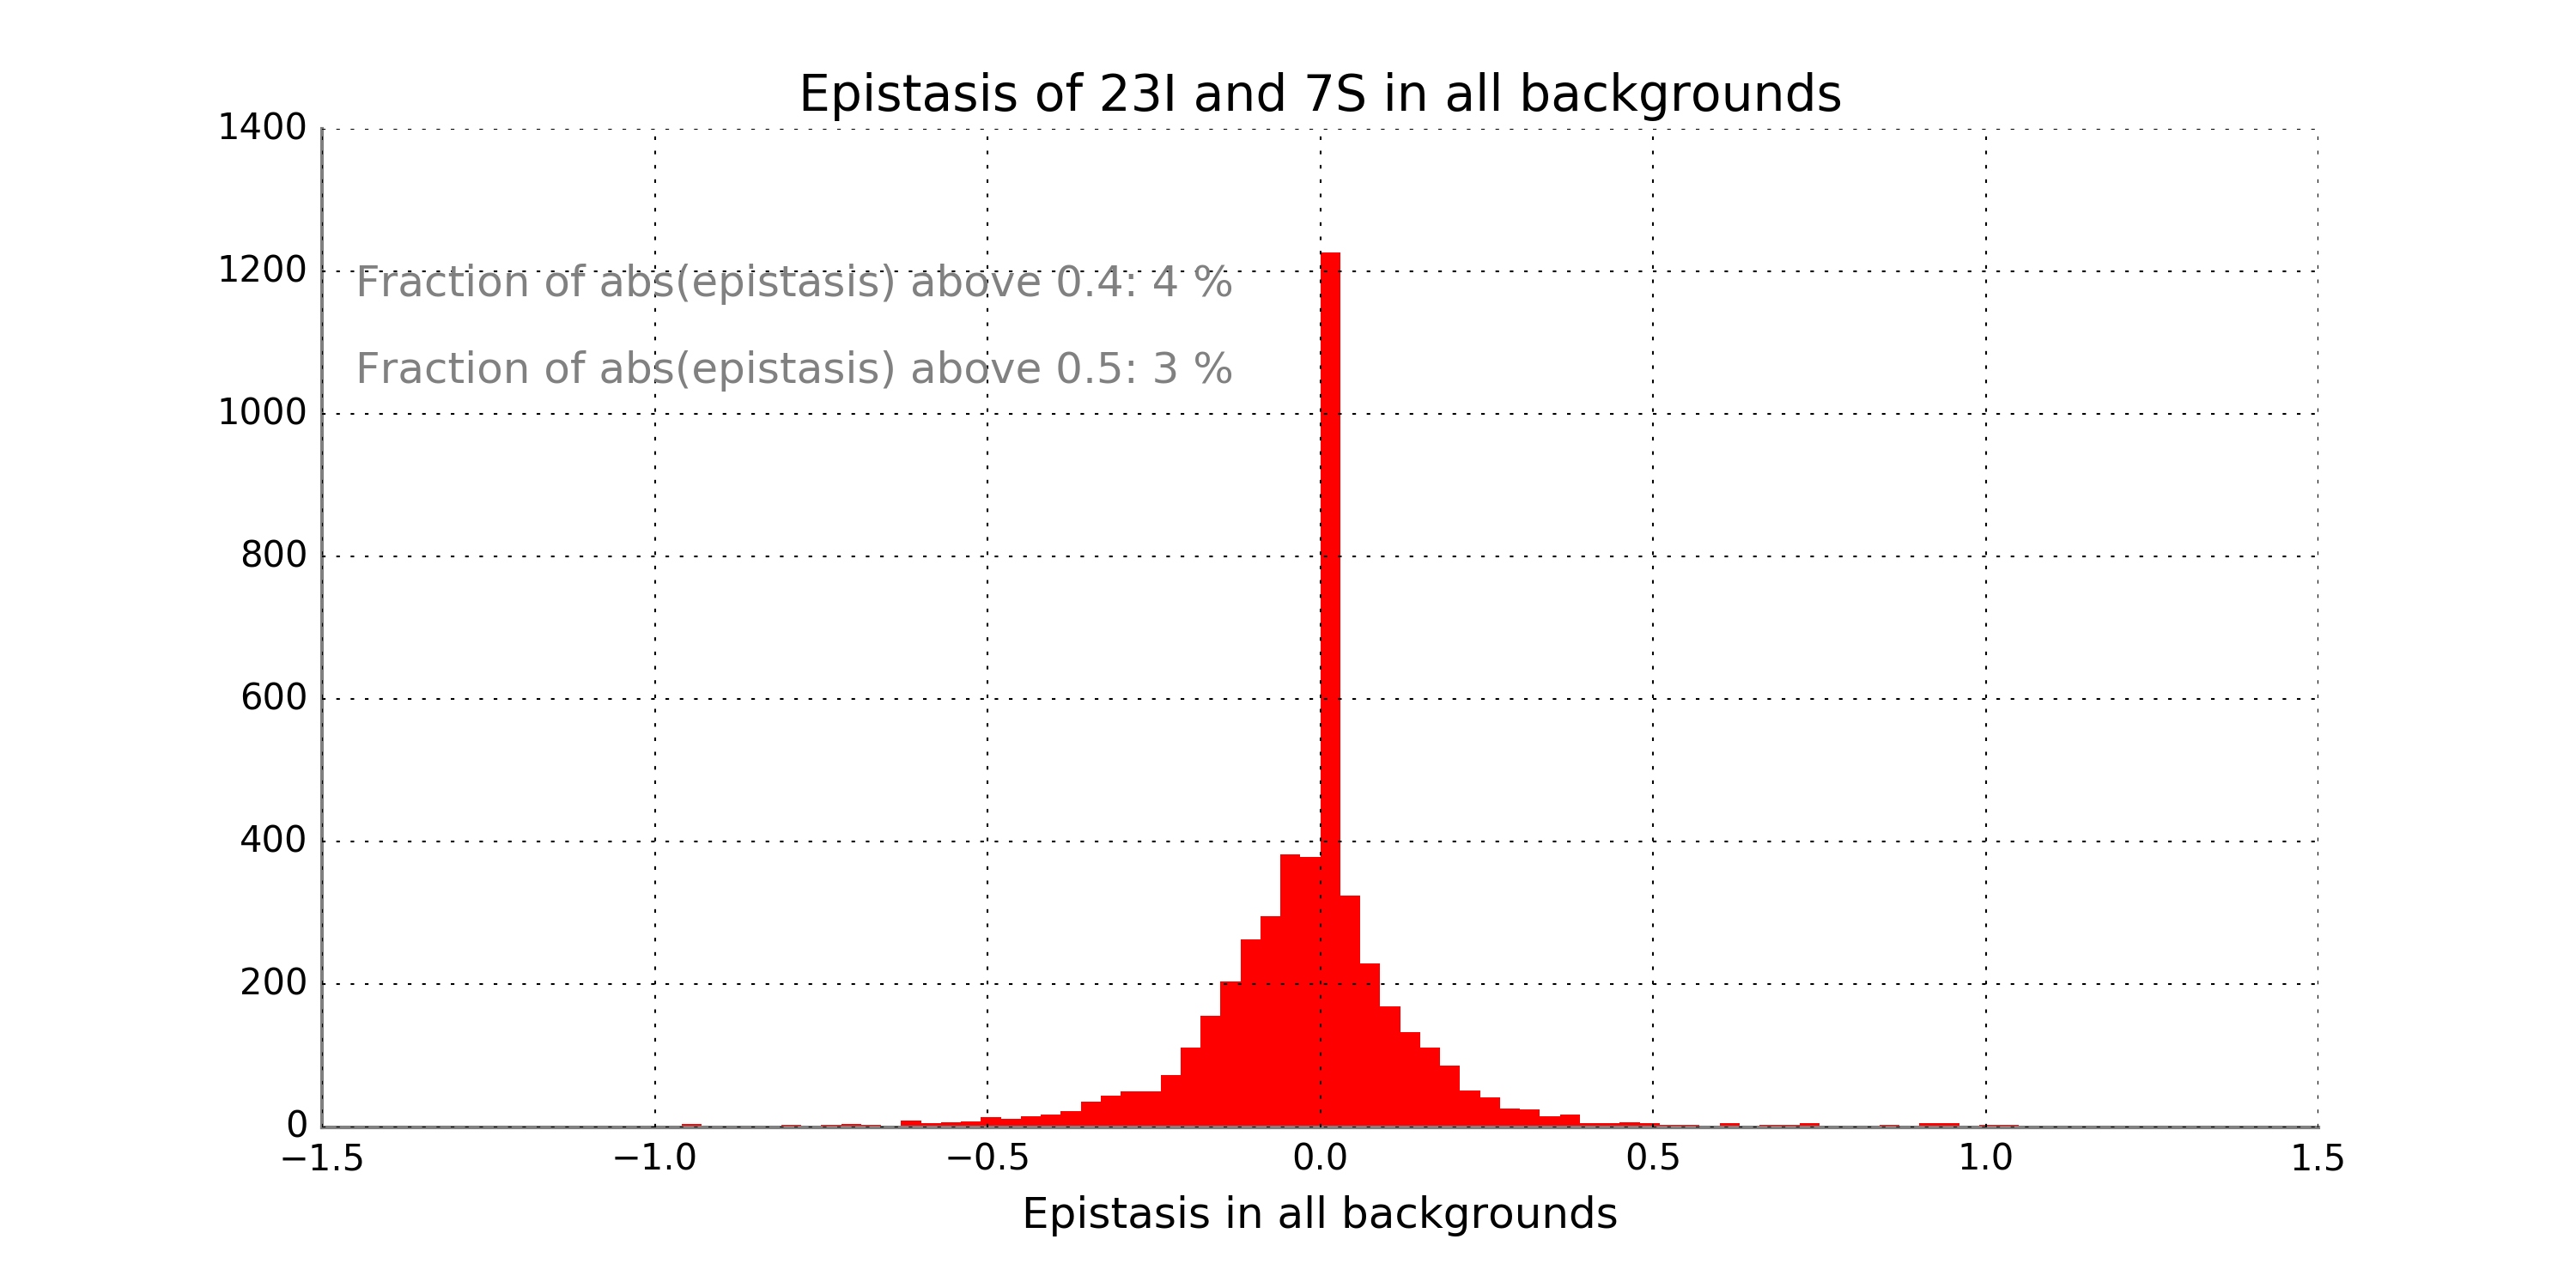 Epistasis of 23I and 7S in all backgrounds
1400
1200
1000
800
600
400
200
0
Fraction of abs(epistasis) above 0.4: 4 %
Fraction of abs(epistasis) above 0.5: 3 %
−1.5 −1.0 −0.5 0.0 0.5 1.0 1.5
Epistasis in all backgrounds